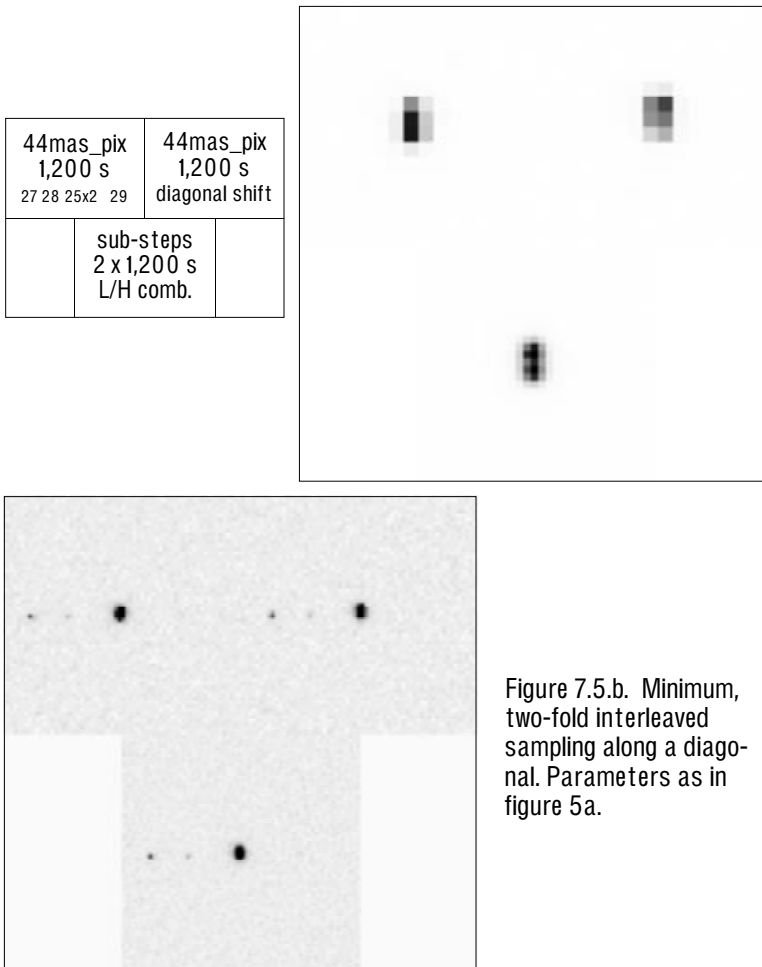 44mas_pix
1,200 s
27 28 25x2 29
44mas_pix
1,200 s
diagonal shift
sub-steps
2 x 1,200 s
L/H comb.
Figure 7.5.b. Minimum,
two-fold interleaved
sampling along a diago-
nal. Parameters as in
figure 5a.